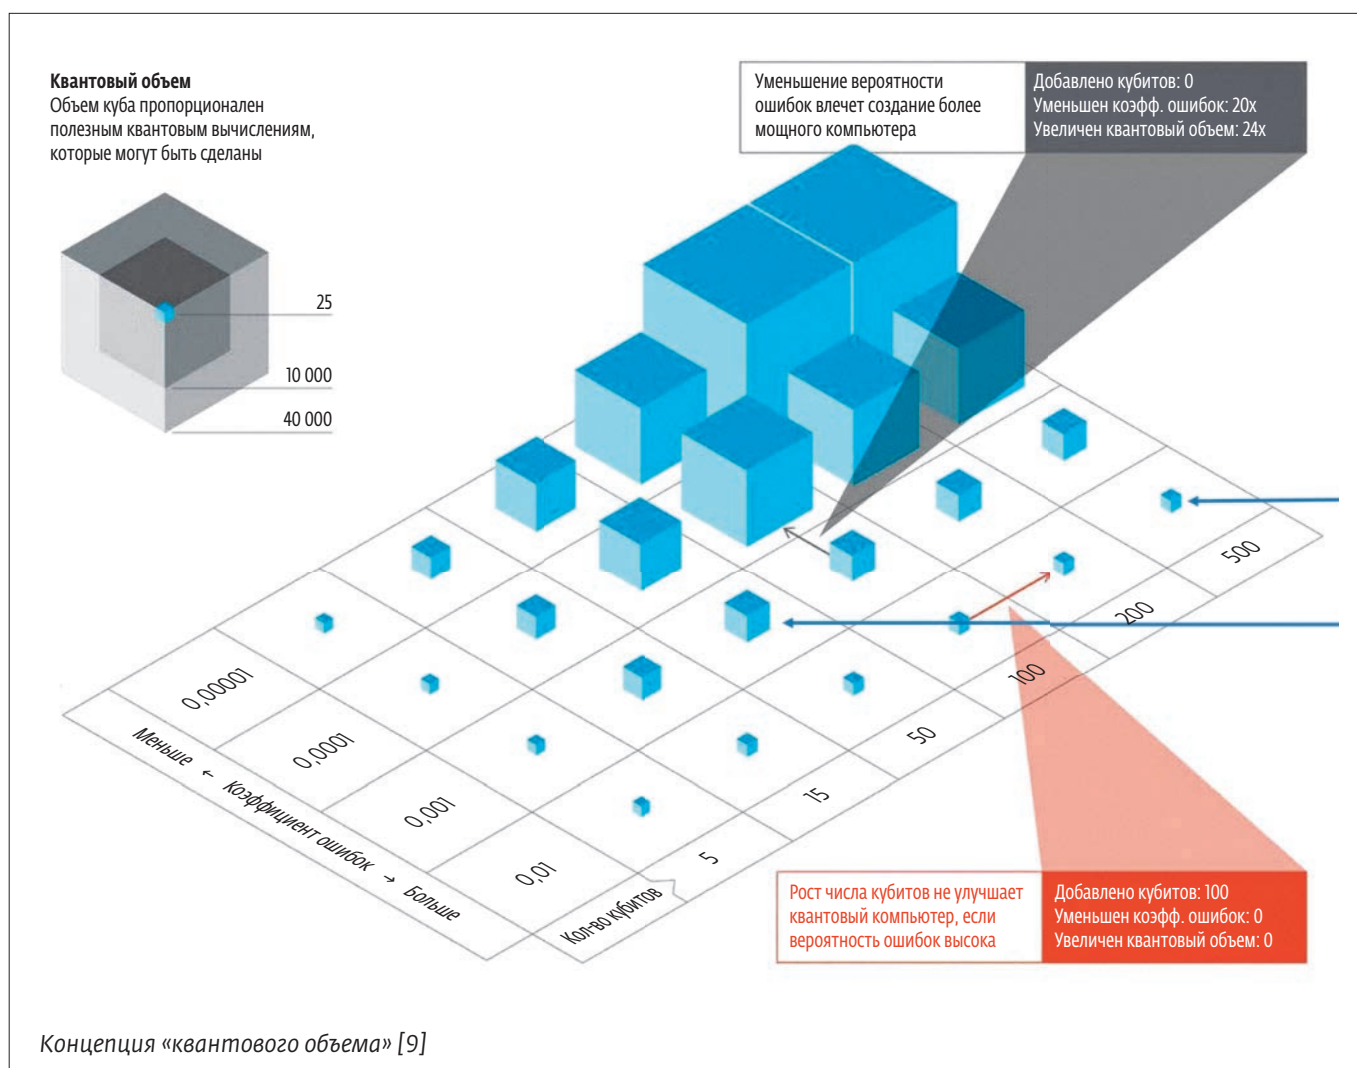 Квантовый объем
Объем куба пропорционален
полезным квантовым вычислениям,
которые могут быть сделаны
25
10 000
40 000
Уменьшение вероятности
ошибок влечет создание более
мощного компьютера
Добавлено кубитов: 0
Уменьшен коэфф. ошибок: 20x
Увеличен квантовый объем: 24x
0,00001
0,0001
0,001
0,01
Меньше ← Коэффициент ошибок → Больше
Кол-во кубитов
5
15
50
100
200
500
Рост числа кубитов не улучшает
квантовый компьютер, если
вероятность ошибок высока
Добавлено кубитов: 100
Уменьшен коэфф. ошибок: 0
Увеличен квантовый объем: 0
Концепция «квантового объема» [9]